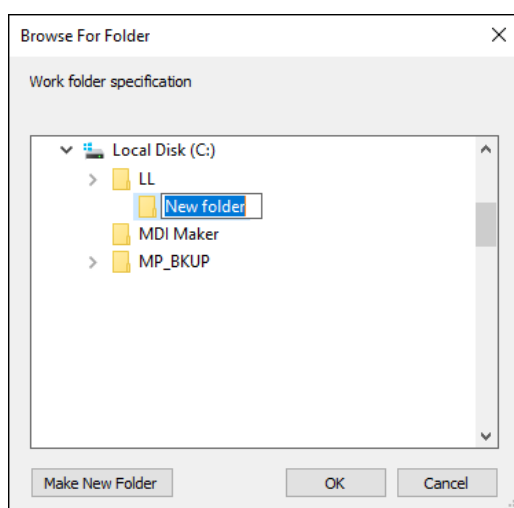 Browse For Folder
Work folder specification
Local Disk (C:)
LL
New folder
MDI Maker
MP_BKUP
Make New Folder OK Cancel